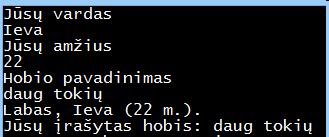 Jūsų vardas
Ieva
Jūsų amžius
22
Hobio pavadinimas
daug tokių
Labas, Ieva (22 m.).
Jūsų įrašytas hobis: daug tokių